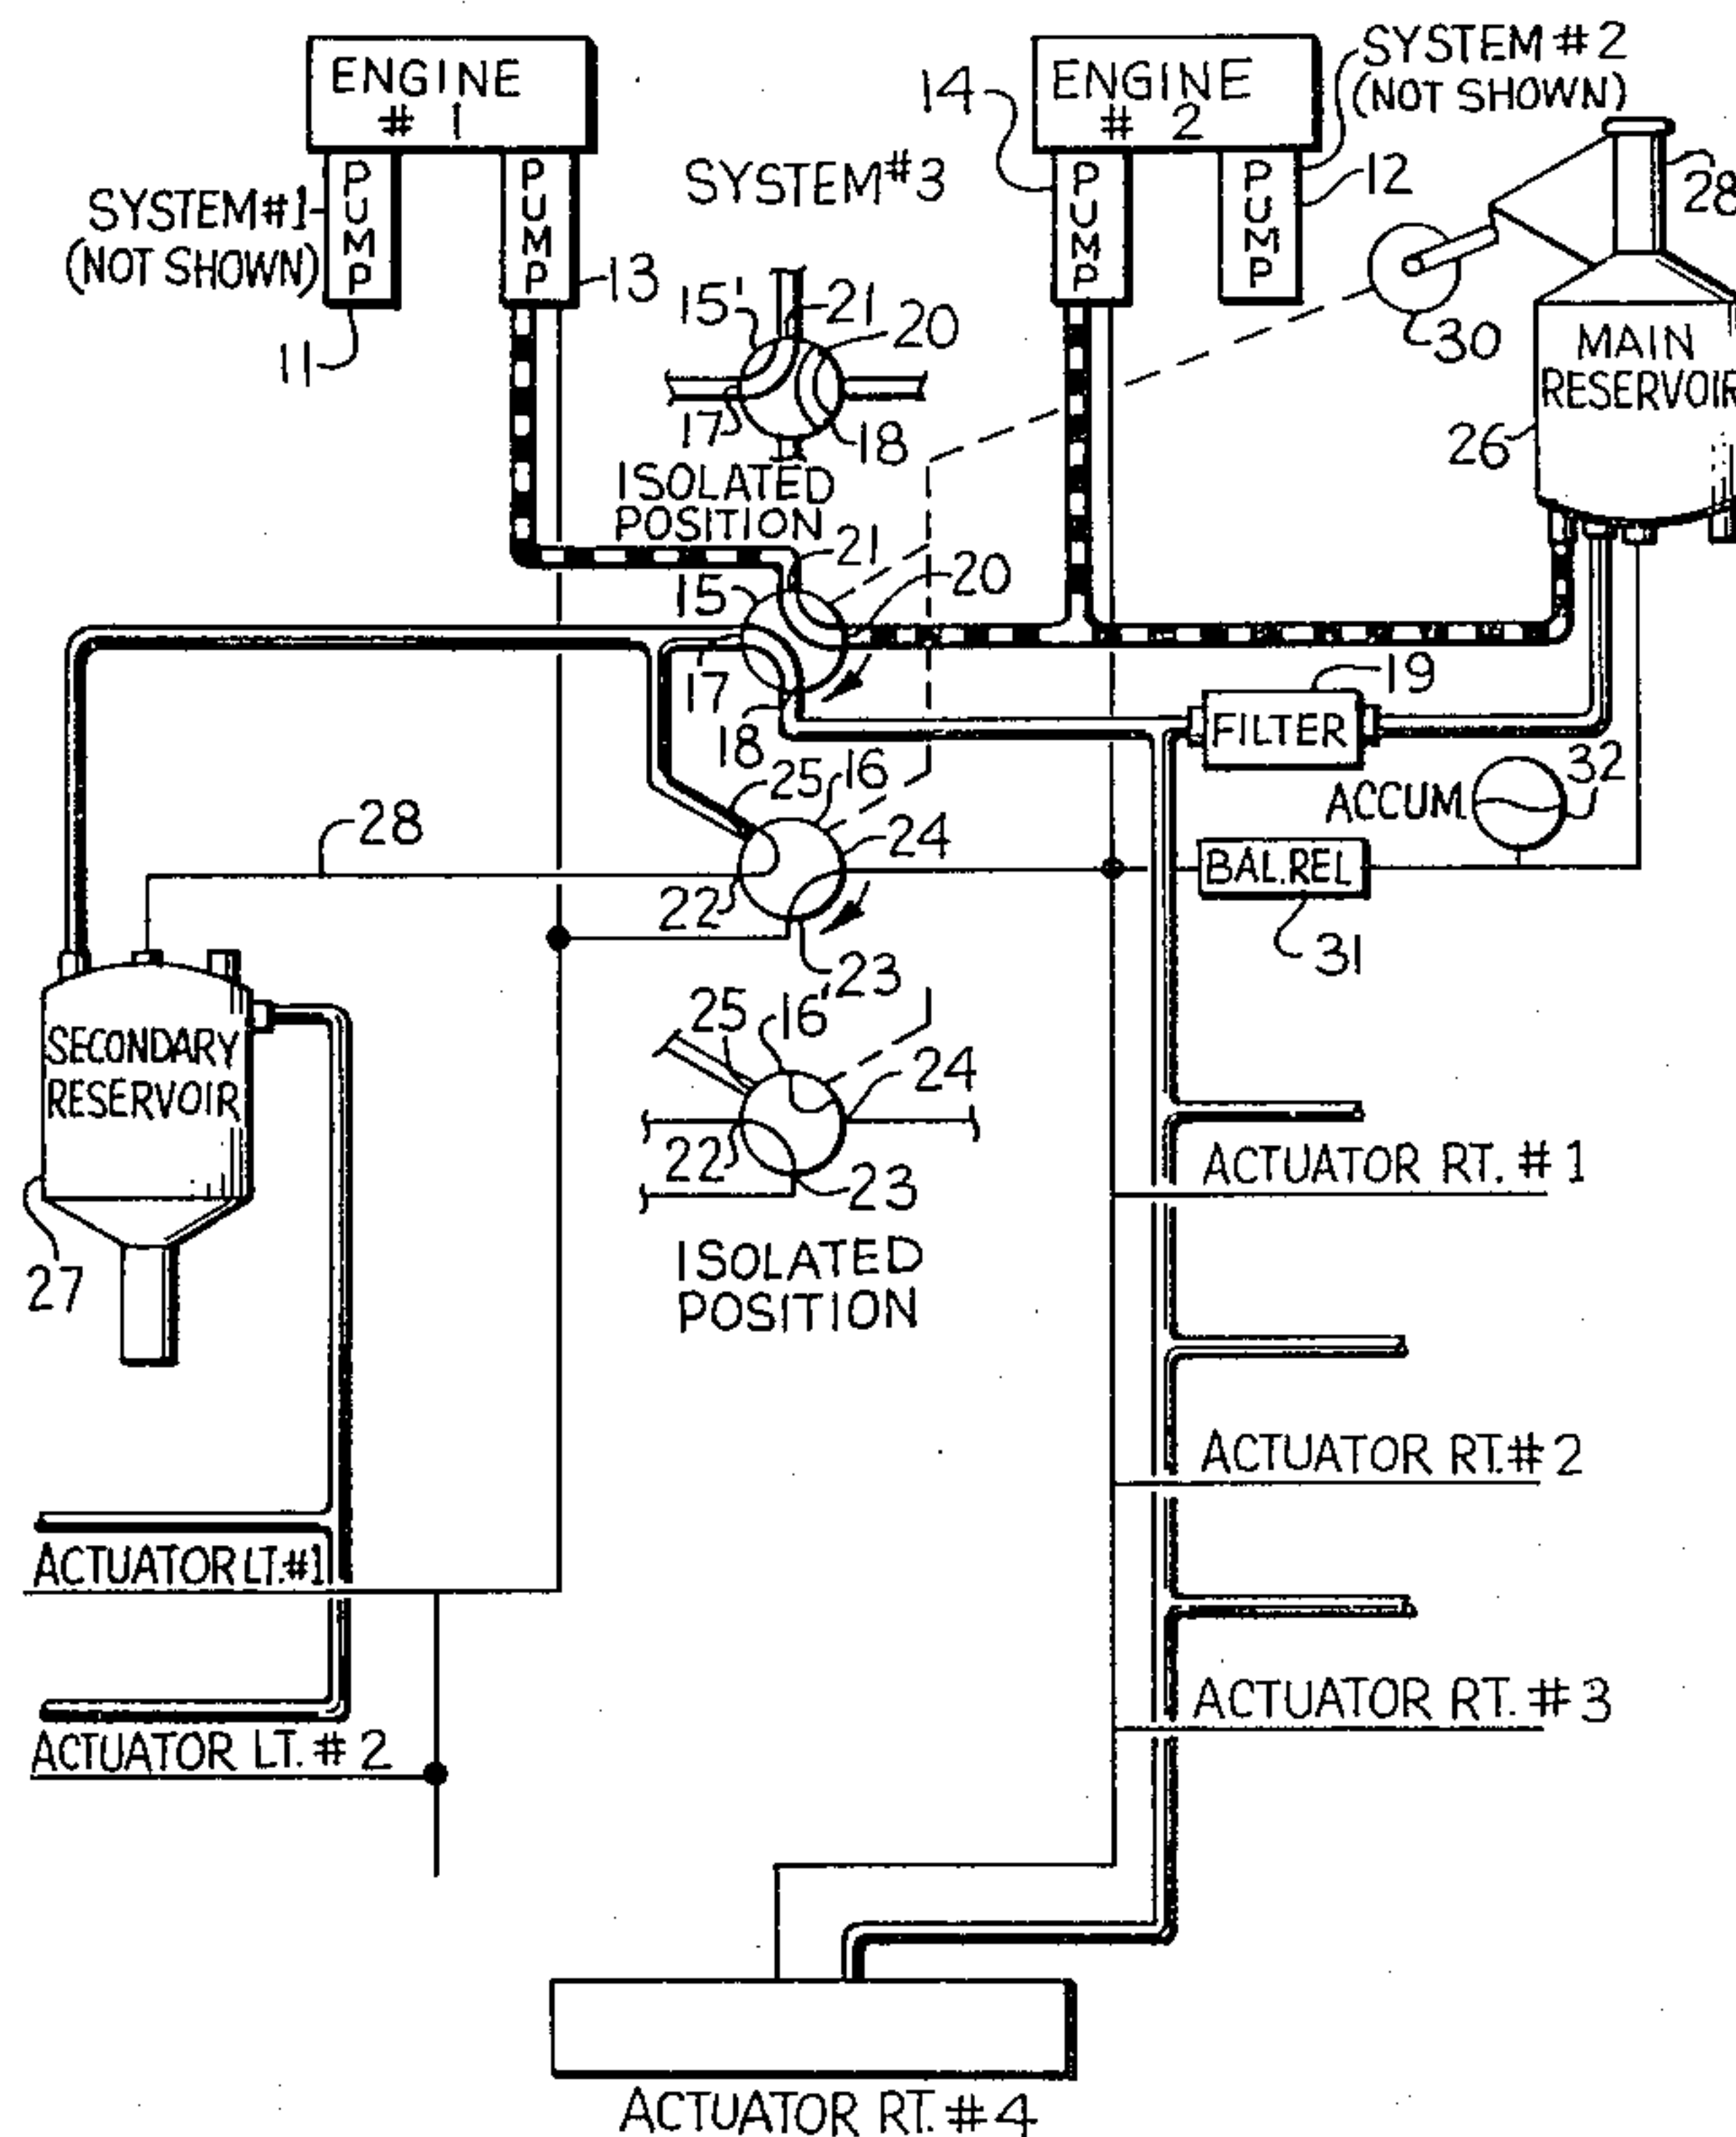 ENGINE
# 1
ENGINE
# 2
SYSTEM # 2
(NOT SHOWN)
14
PUMP
PUMP
SYSTEM #3
PUMP
PUMP
12
28
SYSTEM #1
(NOT SHOWN)
13
11
15'
21
20
30
MAIN
RESERVOIR
17
18
26
ISOLATED
POSITION
21
15
20
17
19
18
FILTER
16
25
32
ACCUM.
28
24
BAL. REL
22
31
23
25
16'
SECONDARY
RESERVOIR
24
22
23
ACTUATOR RT. # 1
27
ISOLATED
POSITION
ACTUATOR RT. # 2
ACTUATOR LT. #1
ACTUATOR RT. # 3
ACTUATOR LT. # 2
ACTUATOR RT. # 4